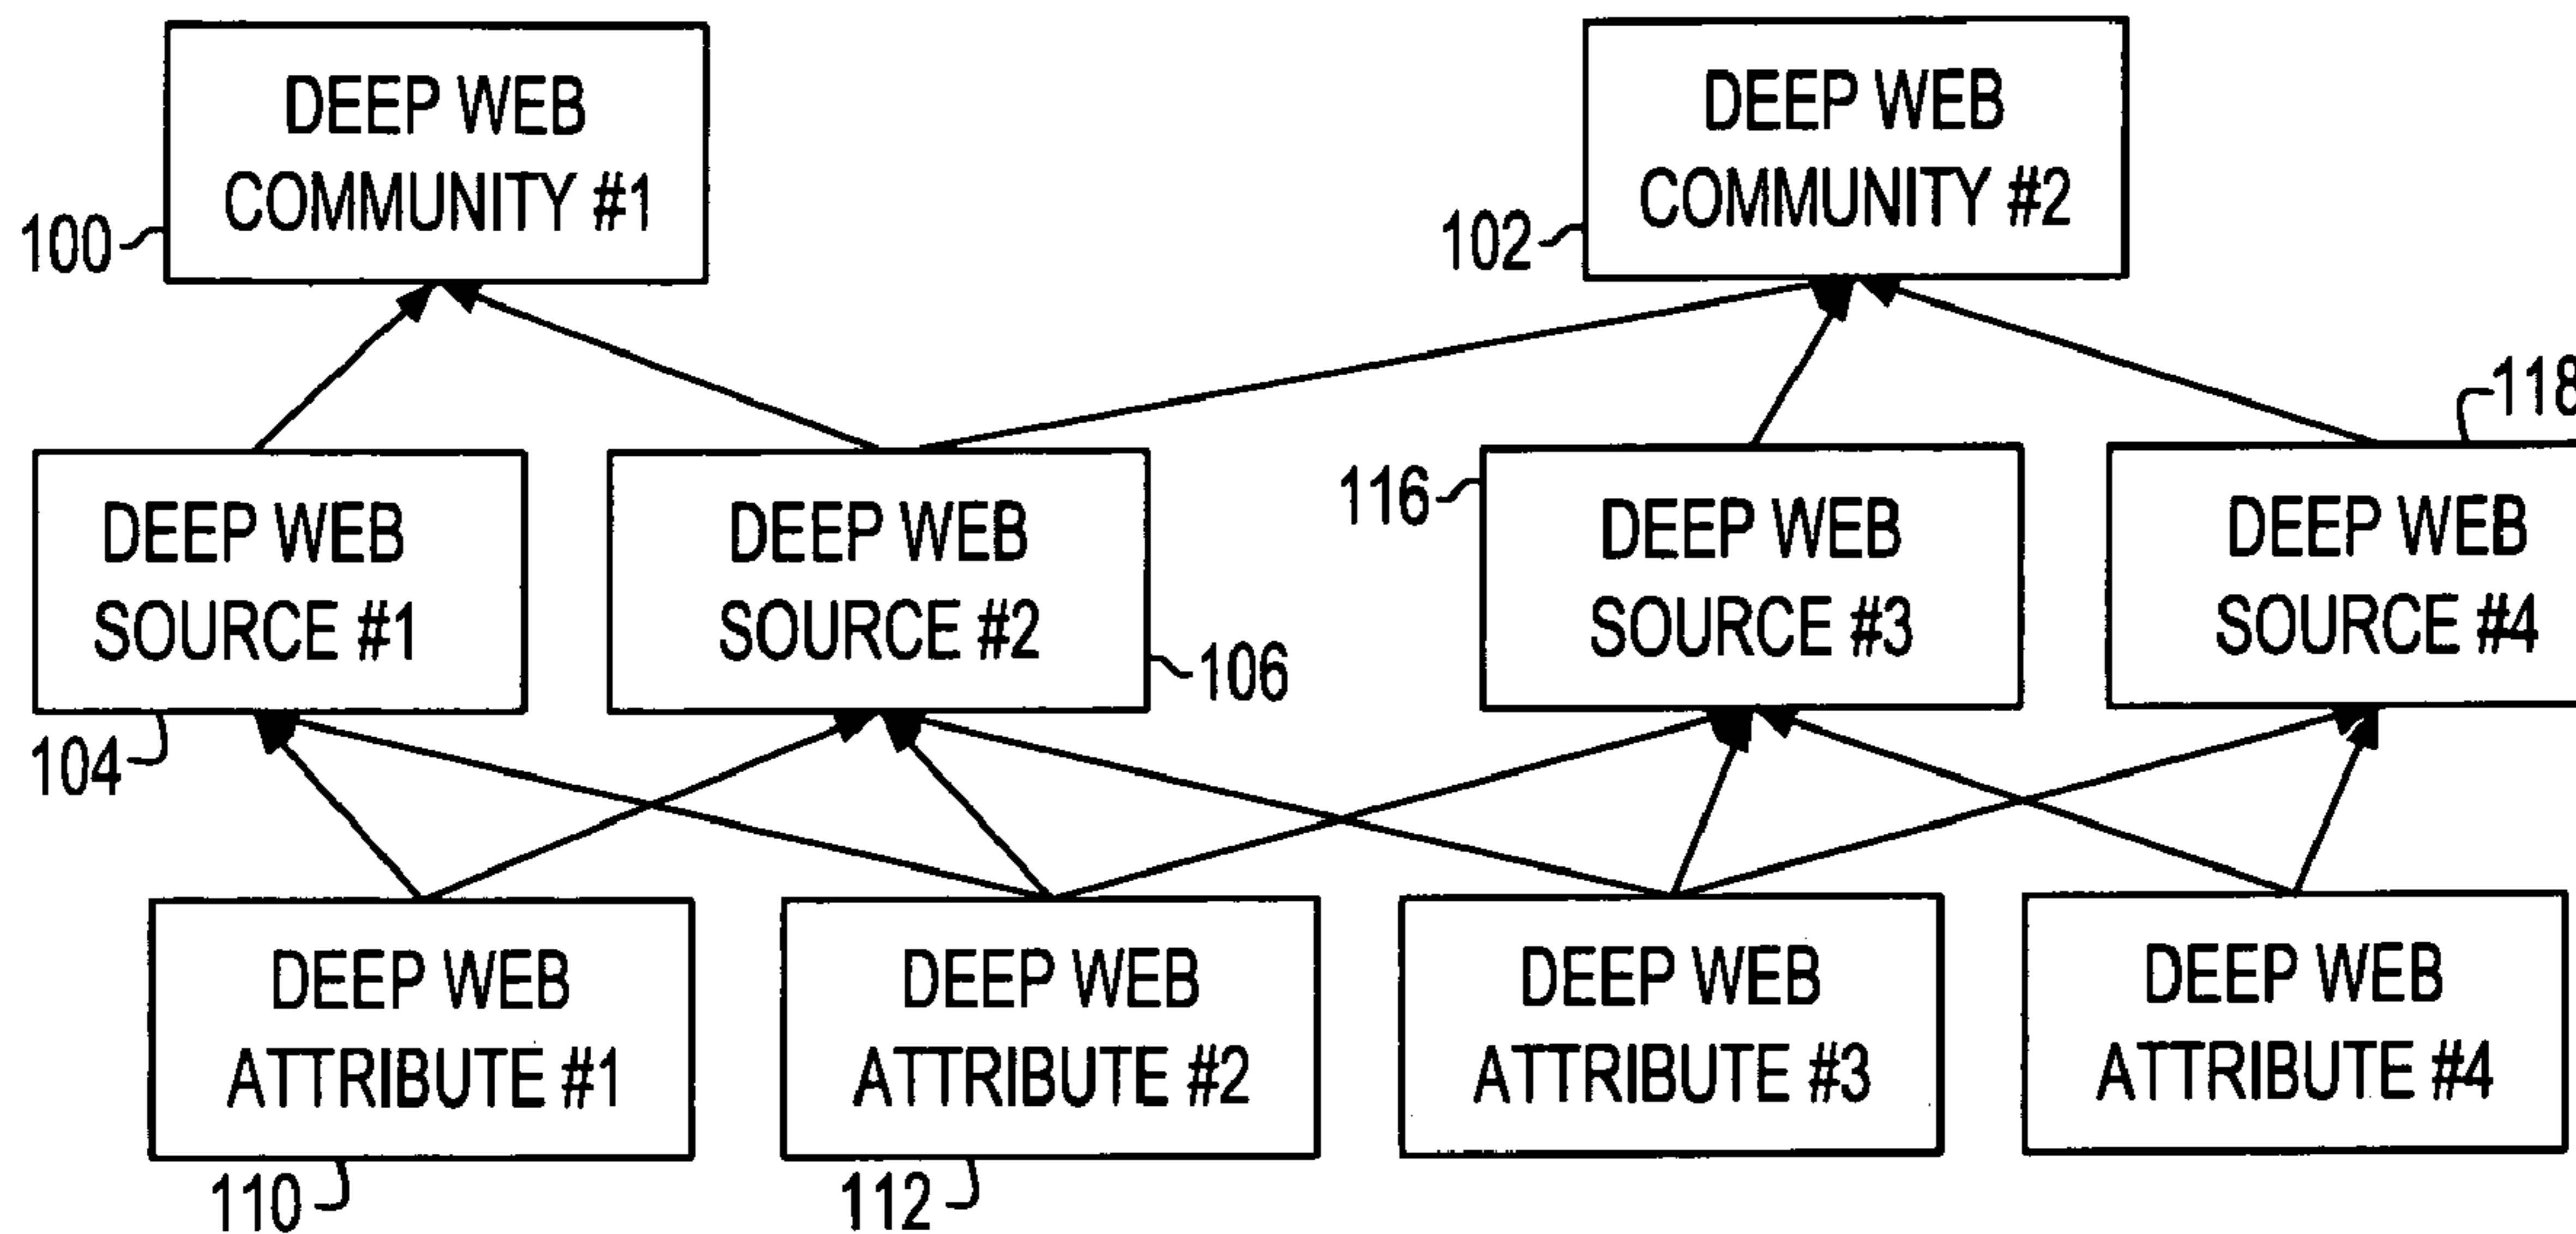 DEEP WEB
COMMUNITY #1
100
DEEP WEB
COMMUNITY #2
102
DEEP WEB
SOURCE #1
104
DEEP WEB
SOURCE #2
106
116
DEEP WEB
SOURCE #3
118
DEEP WEB
SOURCE #4
DEEP WEB
ATTRIBUTE #1
110
DEEP WEB
ATTRIBUTE #2
112
DEEP WEB
ATTRIBUTE #3
DEEP WEB
ATTRIBUTE #4